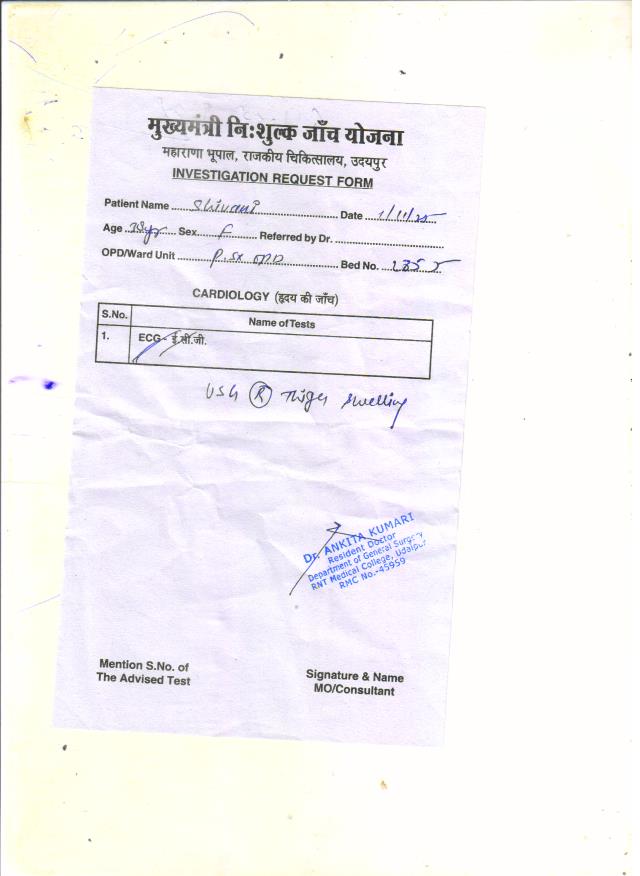 मुख्यमंत्री निःशुल्क जाँच योजना
महाराणा भूपाल, राजकीय चिकित्सालय, उदयपुर
INVESTIGATION REQUEST FORM
Patient Name ..... Shivani ..... Date ..... 1/11/25
Age ..... Sex ..... F ..... Referred by Dr. .....
OPD/Ward Unit ..... P.Sx OPD ..... Bed No. .....
CARDIOLOGY (हृदय की जाँच)
S.No. Name of Tests
1. ECG - ई.सी.जी.
USG (R) Thigh swelling
Dr. ANKITA KUMARI
Resident Doctor
Department of General Surgery
RNT Medical College, Udaipur
RMC No.-45959
Mention S.No. of
The Advised Test
Signature & Name
MO/Consultant